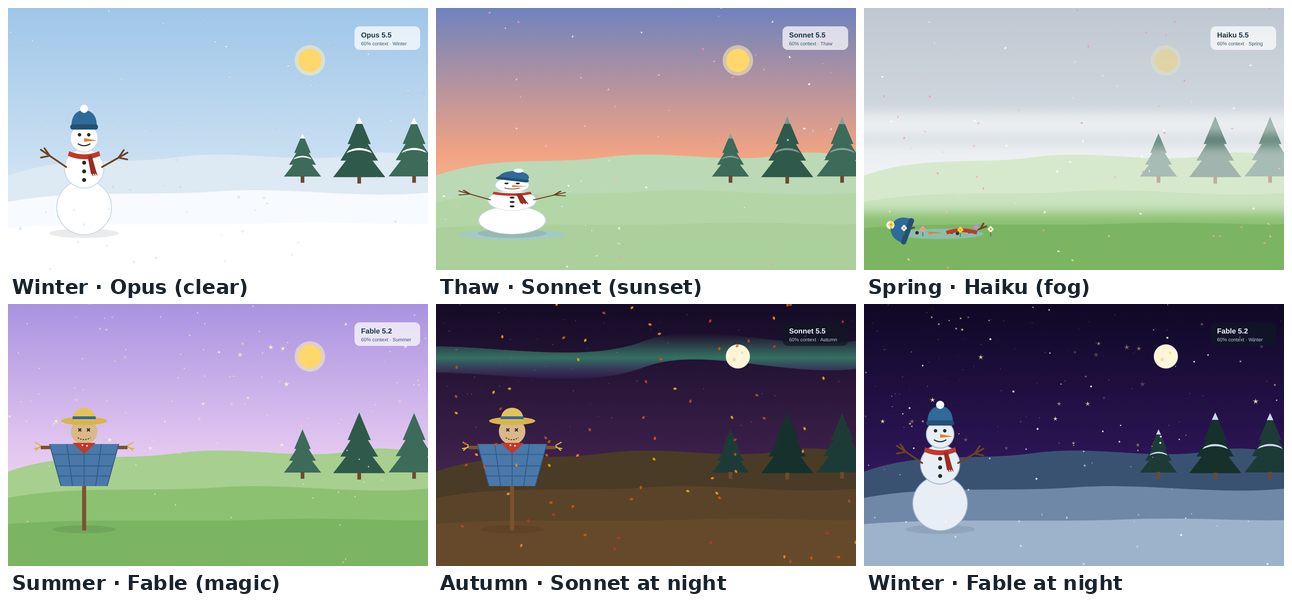 Opus 5.5
60% context · Winter
Sonnet 5.5
60% context · Thaw
Haiku 5.5
60% context · Spring
Winter · Opus (clear)
Thaw · Sonnet (sunset)
Spring · Haiku (fog)
Fable 5.2
60% context · Summer
Sonnet 5.5
60% context · Autumn
Fable 5.2
60% context · Winter
Summer · Fable (magic)
Autumn · Sonnet at night
Winter · Fable at night